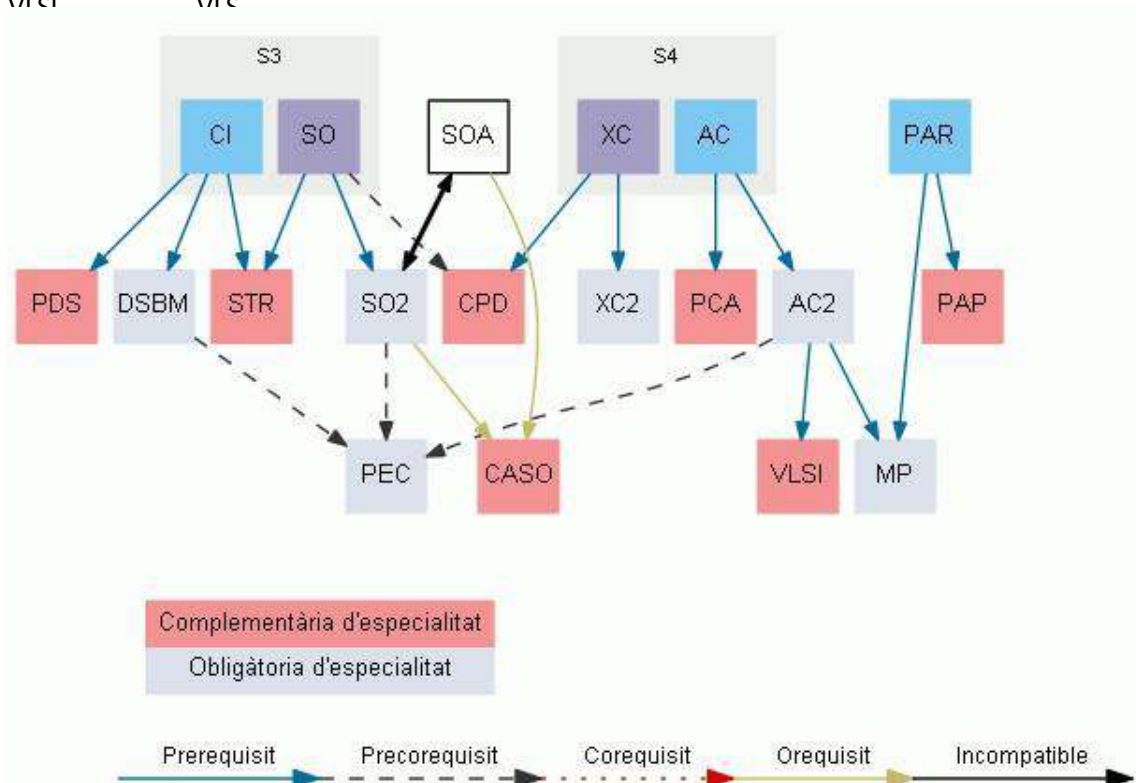 S3 S4
CI SO SOA XC AC PAR
PDS DSBM STR SO2 CPD XC2 PCA AC2 PAP
PEC CASO VLSI MP
Complementària d'especialitat
Obligàtoria d'especialitat
Prerequisit Precorequisit Corequisit Orequisit Incompatible